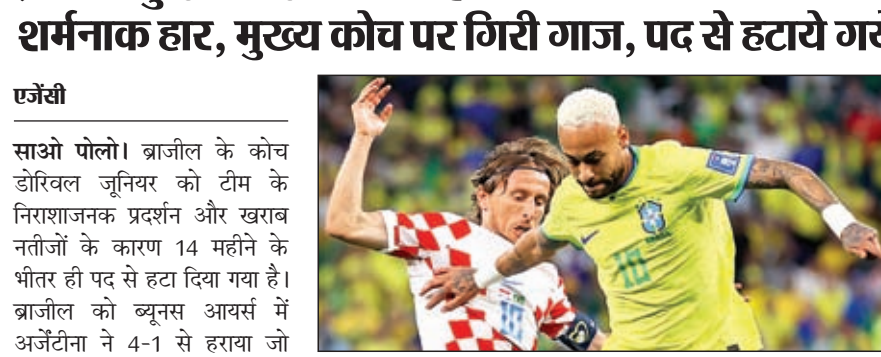 शर्मनाक हार, मुख्य कोच पर गिरी गाज, पद से हटाये
एजेंसी
साओ पोलो। ब्राजील के कोच
डोरिवल जूनियर को टीम के
निराशाजनक प्रदर्शन और खराब
नतीजों के कारण 14 महीने के
भीतर ही पद से हटा दिया गया है।
ब्राजील को ब्यूनस आयर्स में
अर्जेंटीना ने 4-1 से हराया जो
10
10